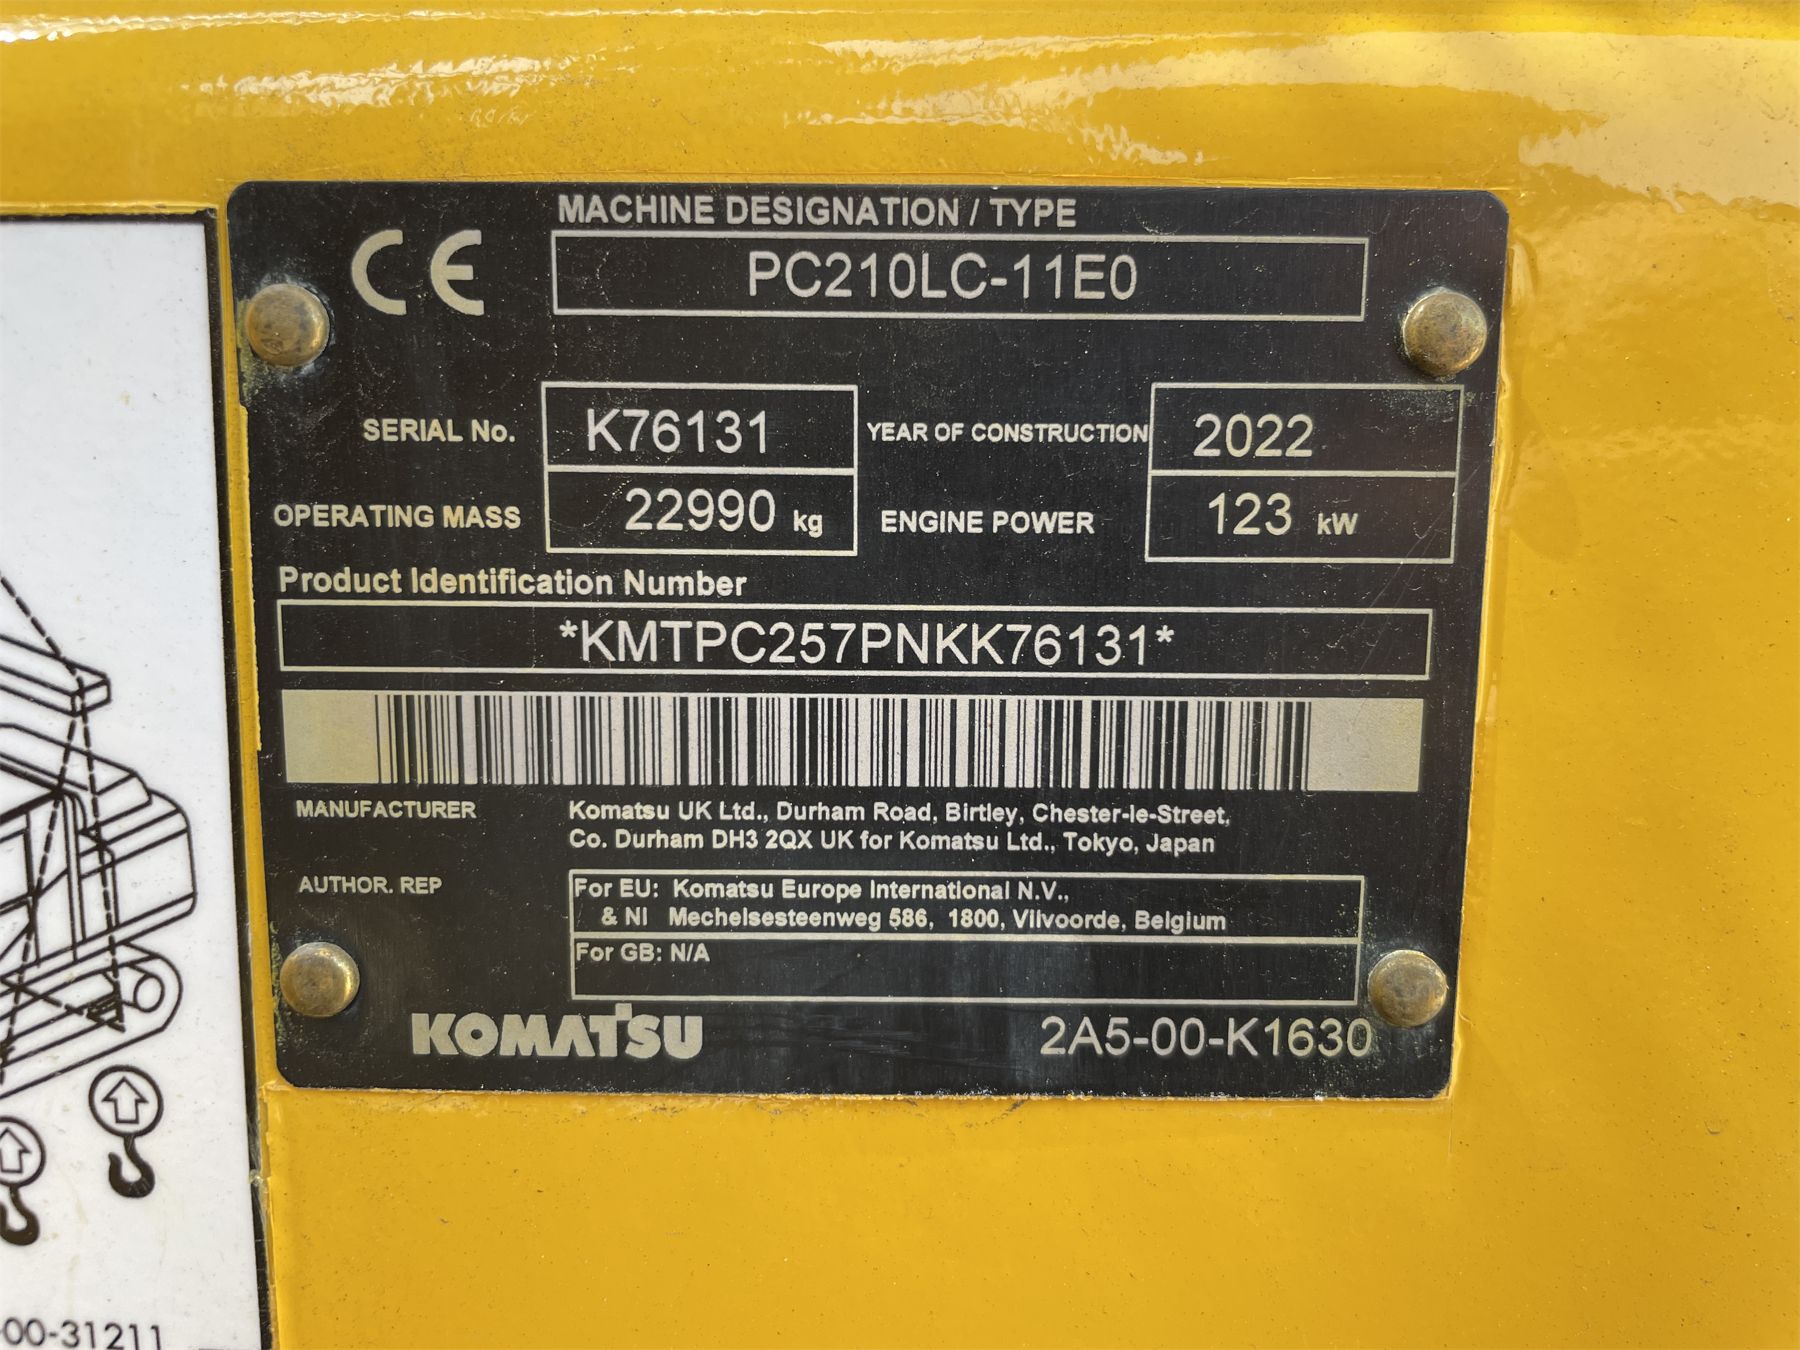 CE
MACHINE DESIGNATION / TYPE
PC210LC-11E0
SERIAL No. K76131 YEAR OF CONSTRUCTION 2022
OPERATING MASS 22990 kg ENGINE POWER 123 kW
Product Identification Number
*KMTPC257PNKK76131*
MANUFACTURER Komatsu UK Ltd., Durham Road, Birtley, Chester-le-Street,
Co. Durham DH3 2QX UK for Komatsu Ltd., Tokyo, Japan
AUTHOR. REP For EU: Komatsu Europe International N.V.,
& NI Mechelsesteenweg 586, 1800, Vilvoorde, Belgium
For GB: N/A
KOMATSU 2A5-00-K1630
-00-31211